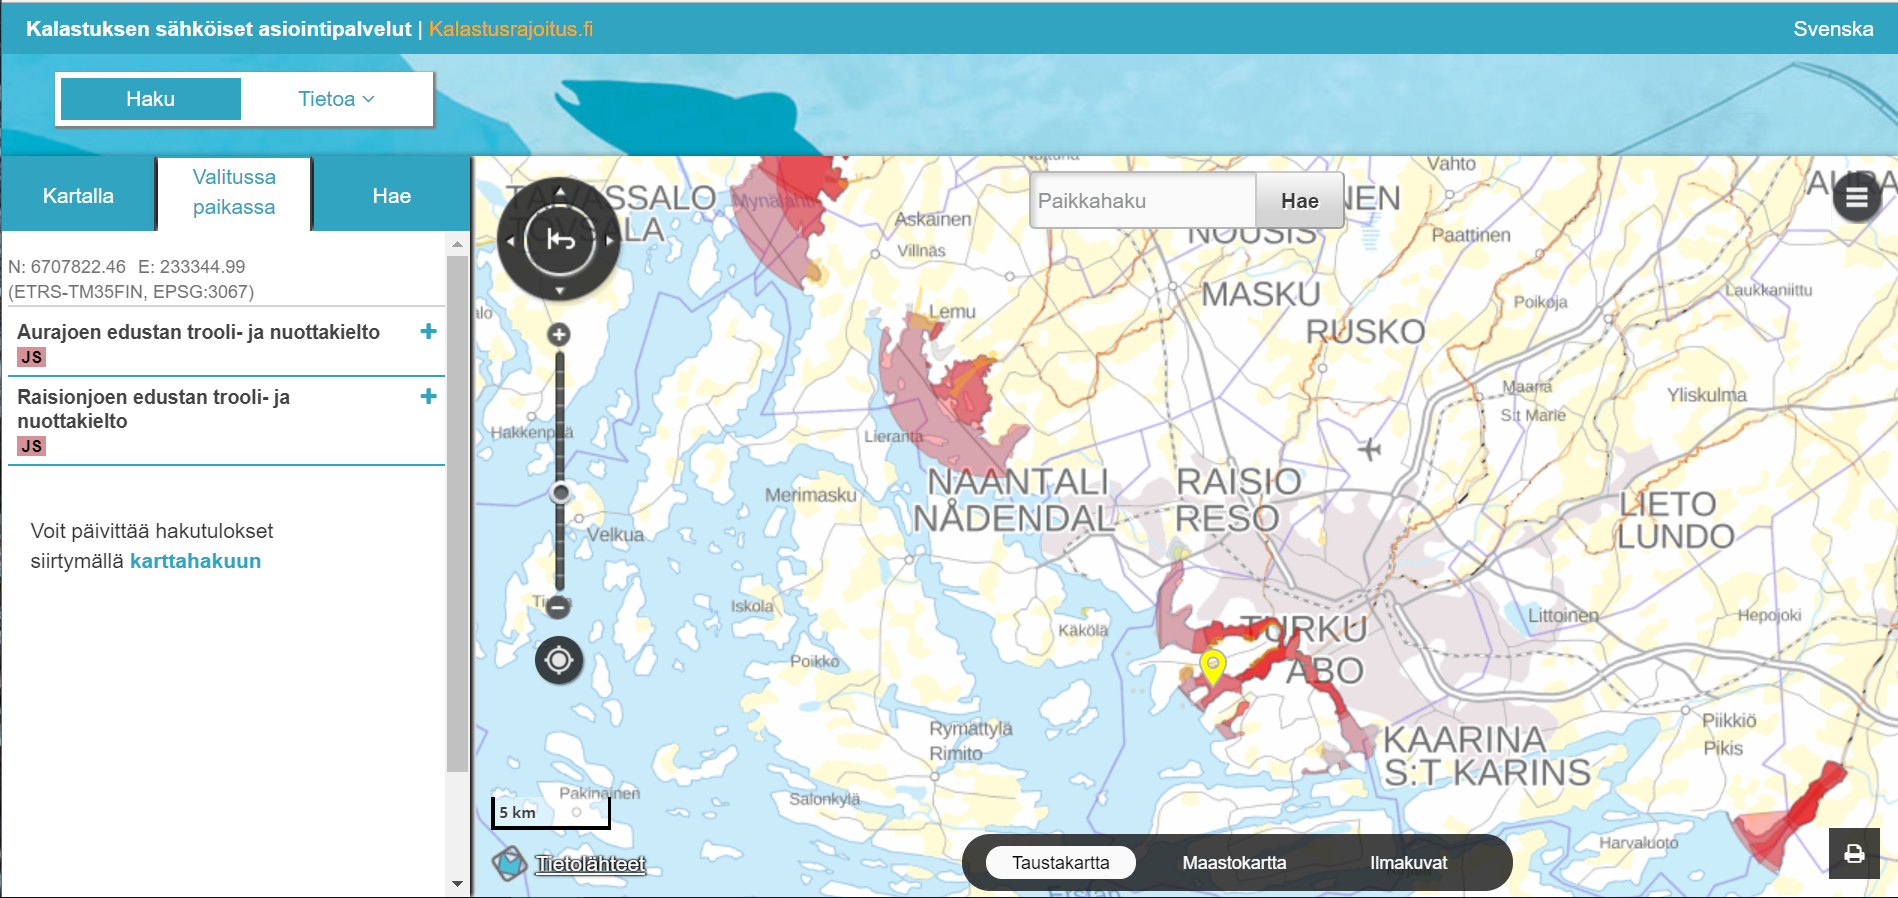 Kalastuksen sähköiset asiointipalvelut | Kalastusrajoitus.fi
Svenska
Haku
Tietoa
Kartalla
Valitussa
paikassa
Hae
N: 6707822.46 E: 233344.99
(ETRS-TM35FIN, EPSG:3067)
Aurajoen edustan trooli- ja nuottakielto
JS
Raisionjoen edustan trooli- ja
nuottakielto
JS
Voit päivittää hakutulokset
siirtymällä karttahakuun
Paikkahaku
Hae
Mynälahti
Askainen
Villnäs
NOUSIS
Vahto
Paattinen
MASKU
RUSKO
Poikoja
Laukkaniittu
Lemu
Maaria
S:t Marie
Yliskulma
Hakkenpää
Lieranta
NAANTALI
NÅDENDAL
RAISIO
RESO
LIETO
LUNDO
Merimasku
Velkua
Iskola
Käkölä
TURKU
ÅBO
Littoinen
Hepojoki
Poikko
Rymättylä
Rimito
KAARINA
S:T KARINS
Piikkiö
Pikis
Pakinainen
Salonkylä
Harvaluoto
5 km
Tietolähteet
Taustakartta
Maastokartta
Ilmakuvat